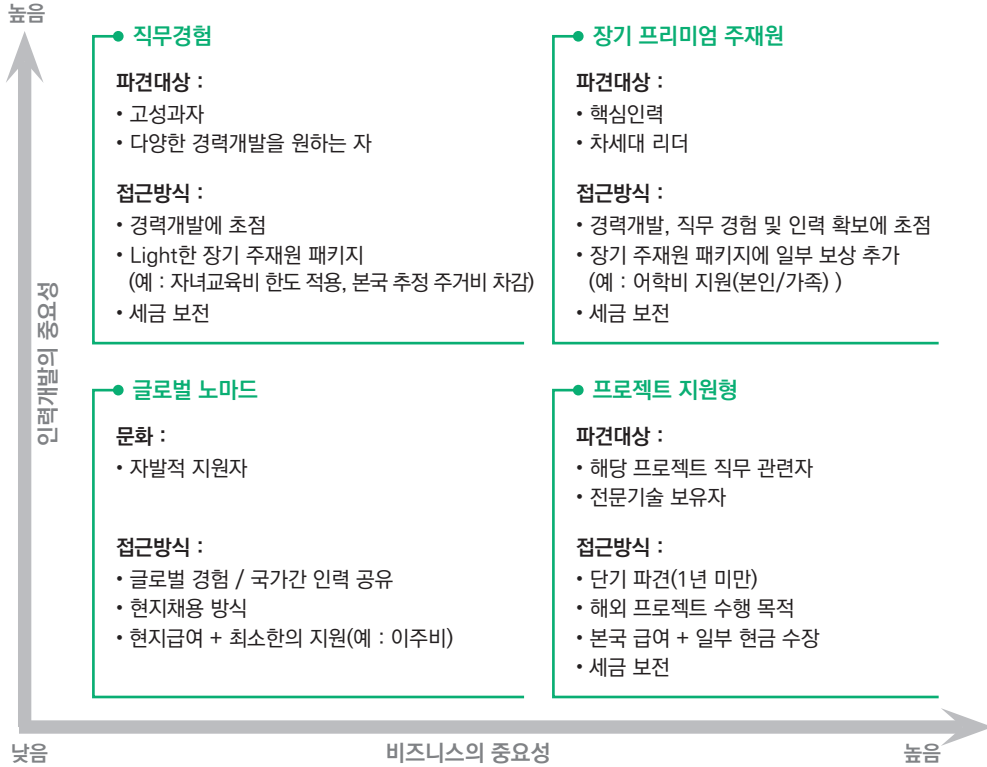 높음
직무경험
파견대상 :
• 고성과자
• 다양한 경력개발을 원하는 자
접근방식 :
• 경력개발에 초점
• Light한 장기 주재원 패키지
(예 : 자녀교육비 한도 적용, 본국 추정 주거비 차감)
• 세금 보전
장기 프리미엄 주재원
파견대상 :
• 핵심인력
• 차세대 리더
접근방식 :
• 경력개발, 직무 경험 및 인력 확보에 초점
• 장기 주재원 패키지에 일부 보상 추가
(예 : 어학비 지원(본인/가족) )
• 세금 보전
인력개발의 중요성
글로벌 노마드
문화 :
• 자발적 지원자
접근방식 :
• 글로벌 경험 / 국가간 인력 공유
• 현지채용 방식
• 현지급여 + 최소한의 지원(예 : 이주비)
프로젝트 지원형
파견대상 :
• 해당 프로젝트 직무 관련자
• 전문기술 보유자
접근방식 :
• 단기 파견(1년 미만)
• 해외 프로젝트 수행 목적
• 본국 급여 + 일부 현금 수장
• 세금 보전
낮음
비즈니스의 중요성
높음